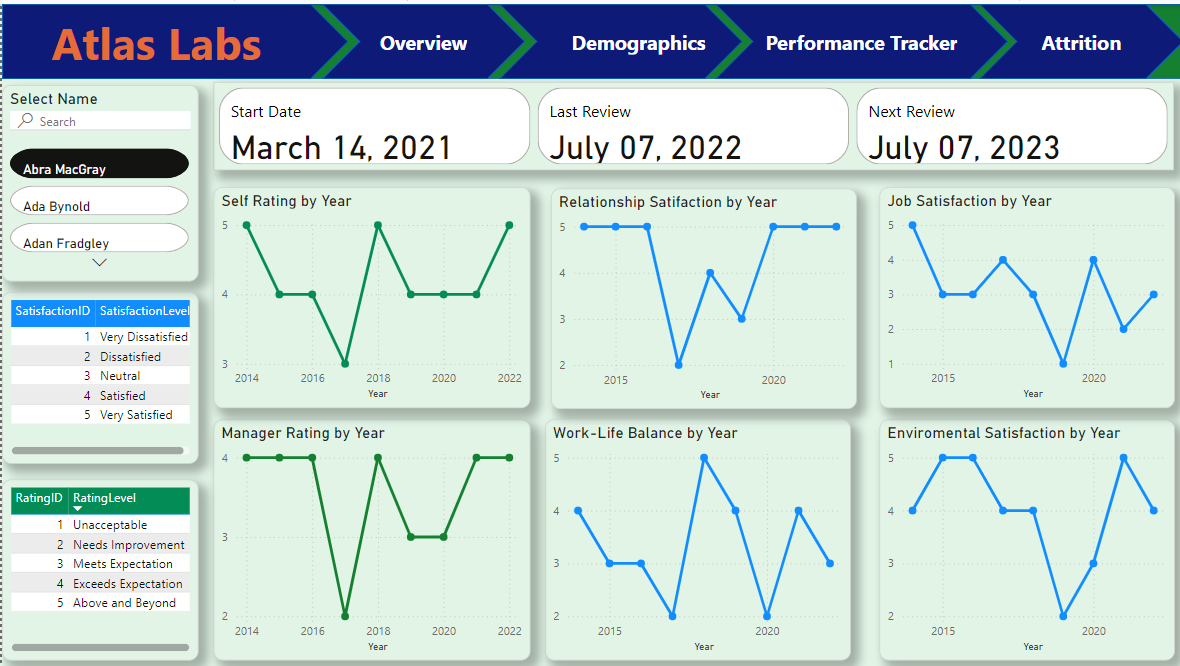 Atlas Labs
Overview
Demographics
Performance Tracker
Attrition
Select Name
Search
Abra MacGray
Ada Bynold
Adan Fradgley
Start Date
March 14, 2021
Last Review
July 07, 2022
Next Review
July 07, 2023
SatisfactionID SatisfactionLevel
1 Very Dissatisfied
2 Dissatisfied
3 Neutral
4 Satisfied
5 Very Satisfied
RatingID RatingLevel
1 Unacceptable
2 Needs Improvement
3 Meets Expectation
4 Exceeds Expectation
5 Above and Beyond
Self Rating by Year
5
4
3
2014 2016 2018 2020 2022
Year
Relationship Satifaction by Year
5
4
3
2
2015 2020
Year
Job Satisfaction by Year
5
4
3
2
1
2015 2020
Year
Manager Rating by Year
4
3
2
2014 2016 2018 2020 2022
Year
Work-Life Balance by Year
5
4
3
2
2015 2020
Year
Enviromental Satisfaction by Year
5
4
3
2
2015 2020
Year